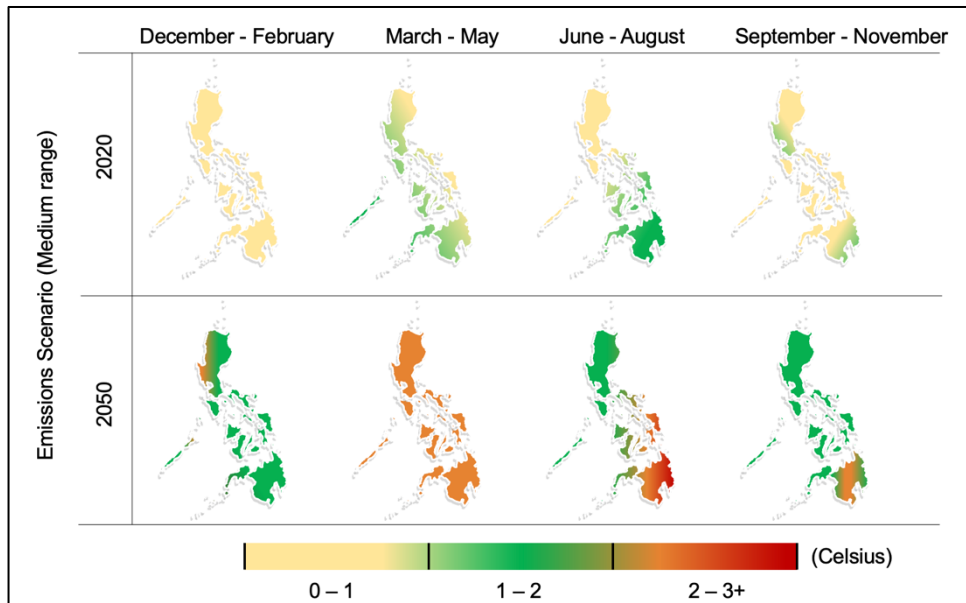 December - February
March - May
June - August
September - November
Emissions Scenario (Medium range)
2020
2050
(Celsius)
0 – 1
1 – 2
2 – 3+